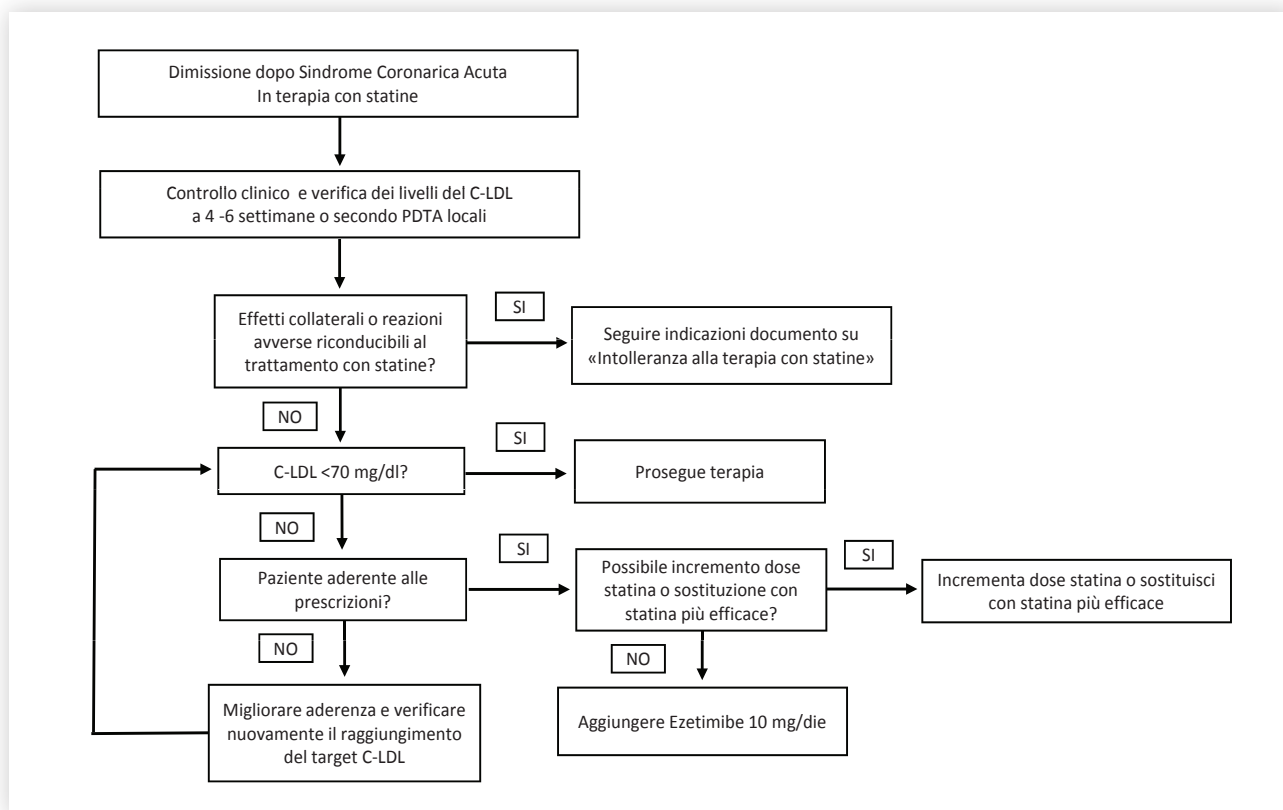 Dimissione dopo Sindrome Coronarica Acuta
In terapia con statine
Controllo clinico e verifica dei livelli del C-LDL
a 4 -6 settimane o secondo PDTA locali
Effetti collaterali o reazioni
avverse riconducibili al
trattamento con statine?
SI
Seguire indicazioni documento su
«Intolleranza alla terapia con statine»
NO
C-LDL <70 mg/dl?
SI
Prosegue terapia
NO
Paziente aderente alle
prescrizioni?
SI
Possibile incremento dose
statina o sostituzione con
statina più efficace?
SI
Incrementa dose statina o sostituisci
con statina più efficace
NO
Migliorare aderenza e verificare
nuovamente il raggiungimento
del target C-LDL
NO
Aggiungere Ezetimibe 10 mg/die